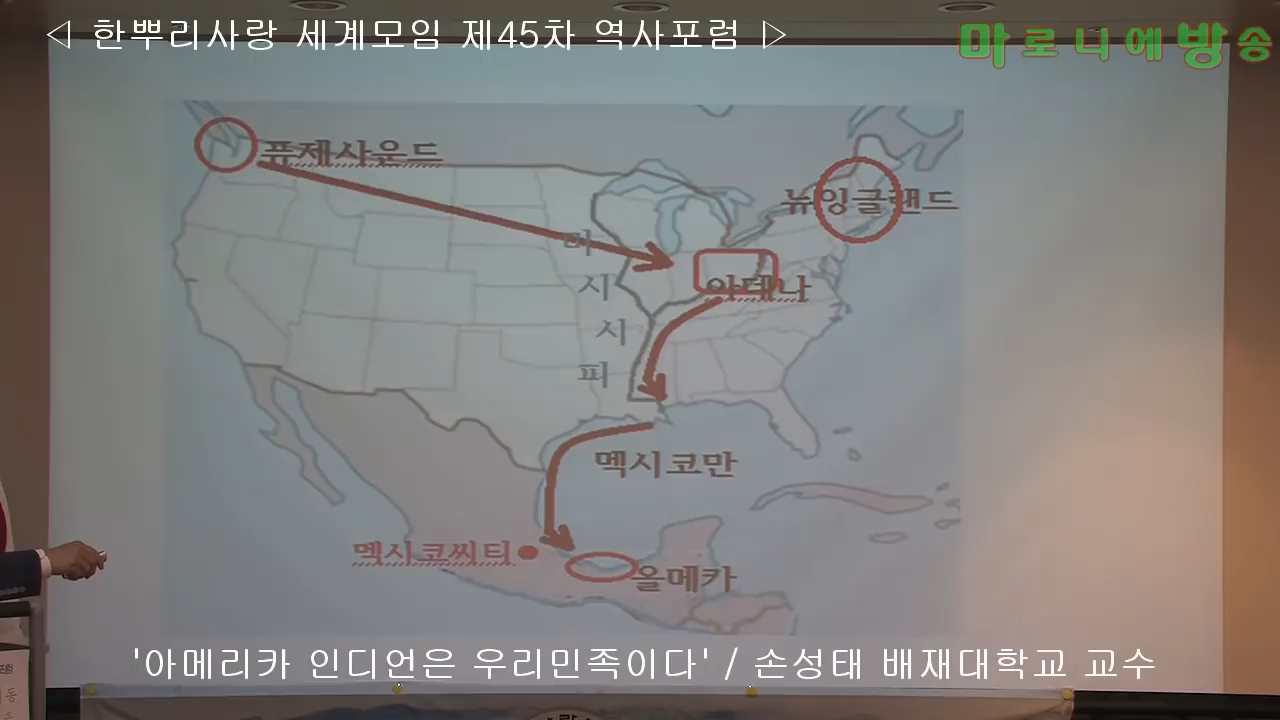 ◁ 한뿌리사랑 세계모임 제45차 역사포럼 ▷
마로니에방송
퓨제사운드
뉴잉글랜드
미
시
시
피
아데나
멕시코만
멕시코씨티
올메카
'아메리카 인디언은 우리민족이다' / 손성태 배재대학교 교수